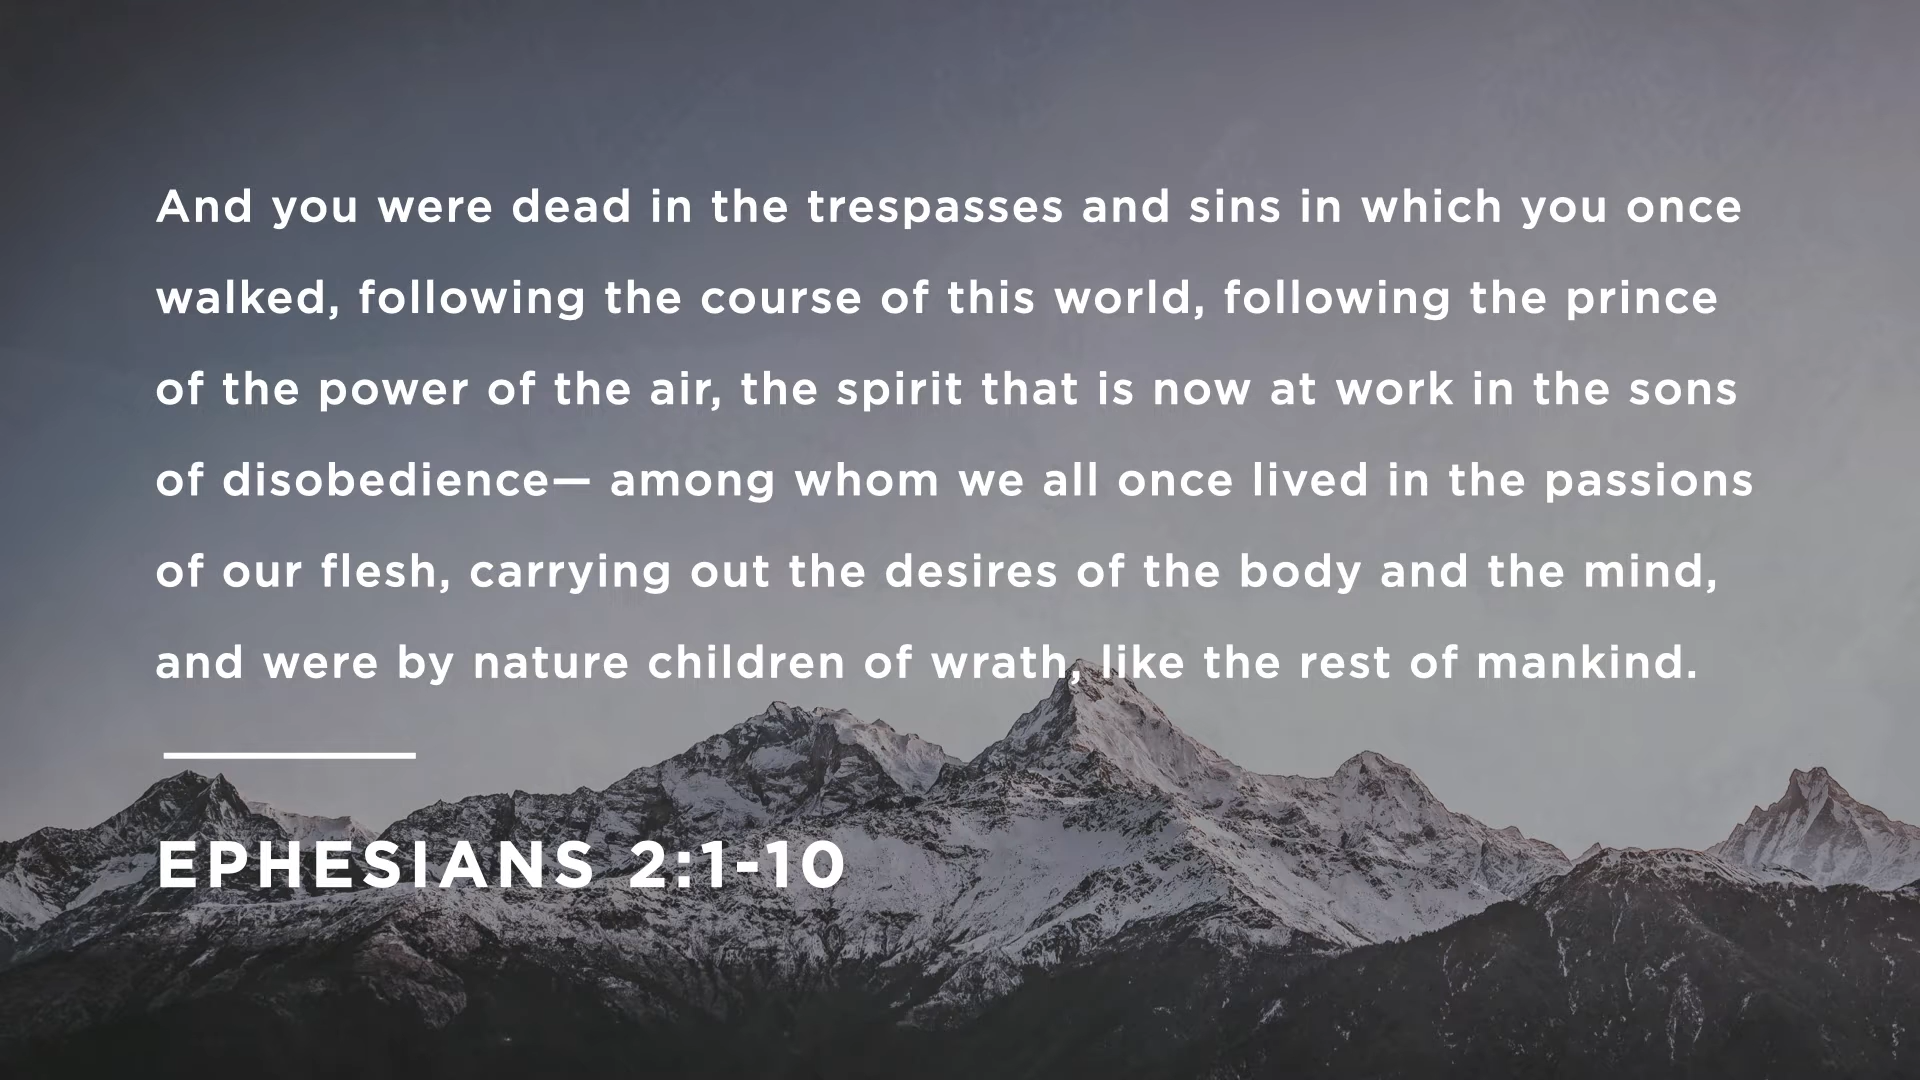 And you were dead in the trespasses and sins in which you once
walked, following the course of this world, following the prince
of the power of the air, the spirit that is now at work in the sons
of disobedience— among whom we all once lived in the passions
of our flesh, carrying out the desires of the body and the mind,
and were by nature children of wrath, like the rest of mankind.
EPHESIANS 2:1-10